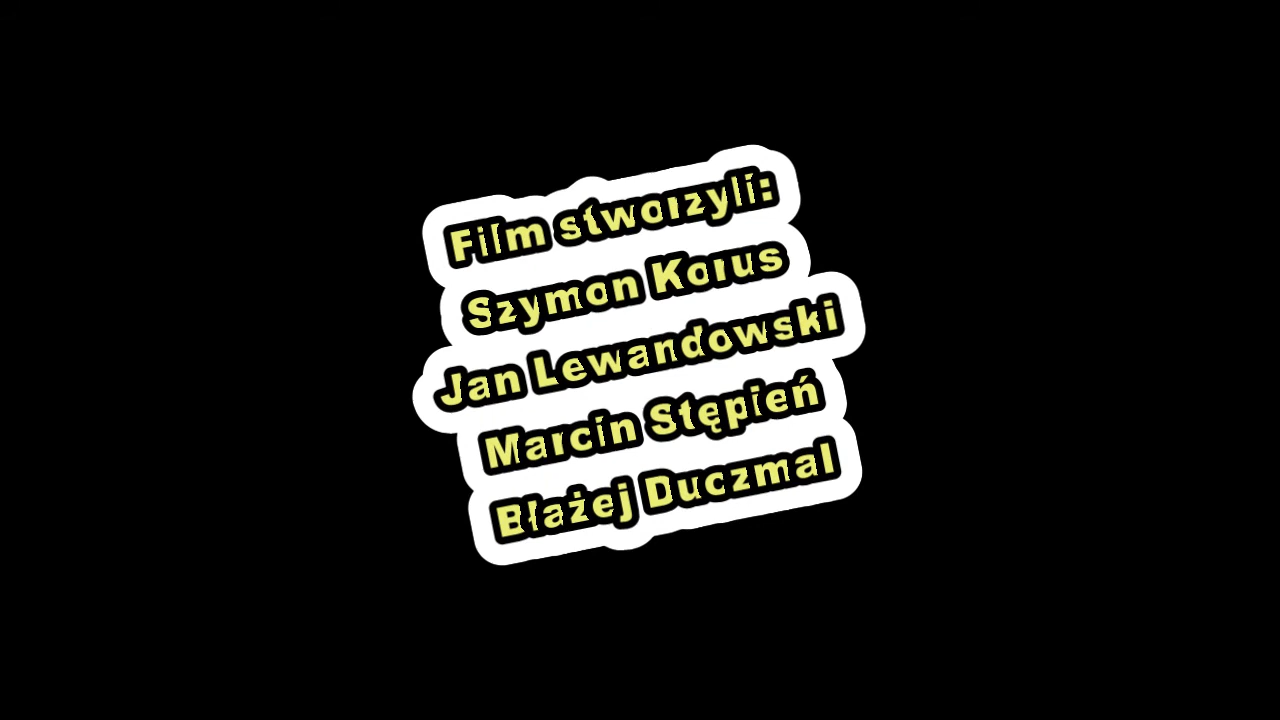 Film stworzyli:
Szymon Korus
Jan Lewandowski
Marcin Stępień
Błażej Duczmal